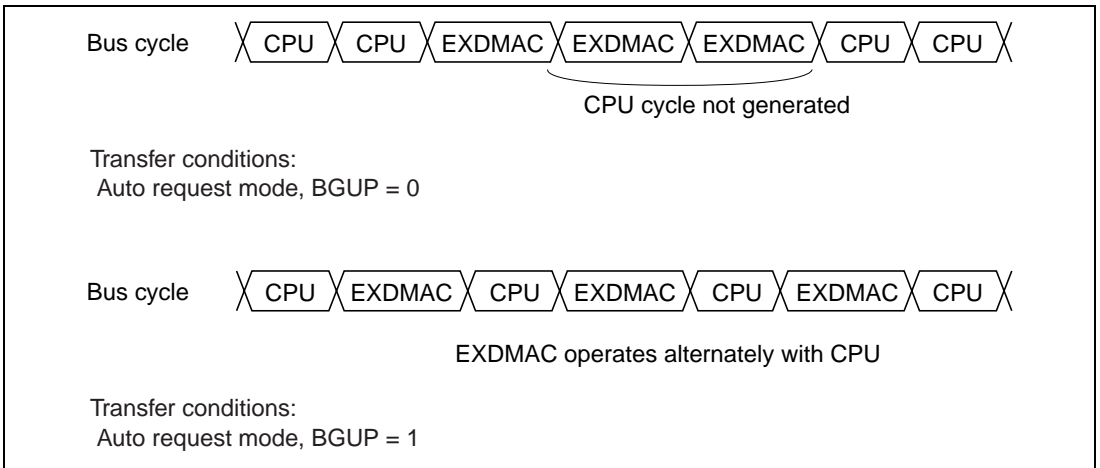 Bus cycle CPU CPU EXDMAC EXDMAC EXDMAC CPU CPU
CPU cycle not generated
Transfer conditions:
Auto request mode, BGUP = 0
Bus cycle CPU EXDMAC CPU EXDMAC CPU EXDMAC CPU
EXDMAC operates alternately with CPU
Transfer conditions:
Auto request mode, BGUP = 1